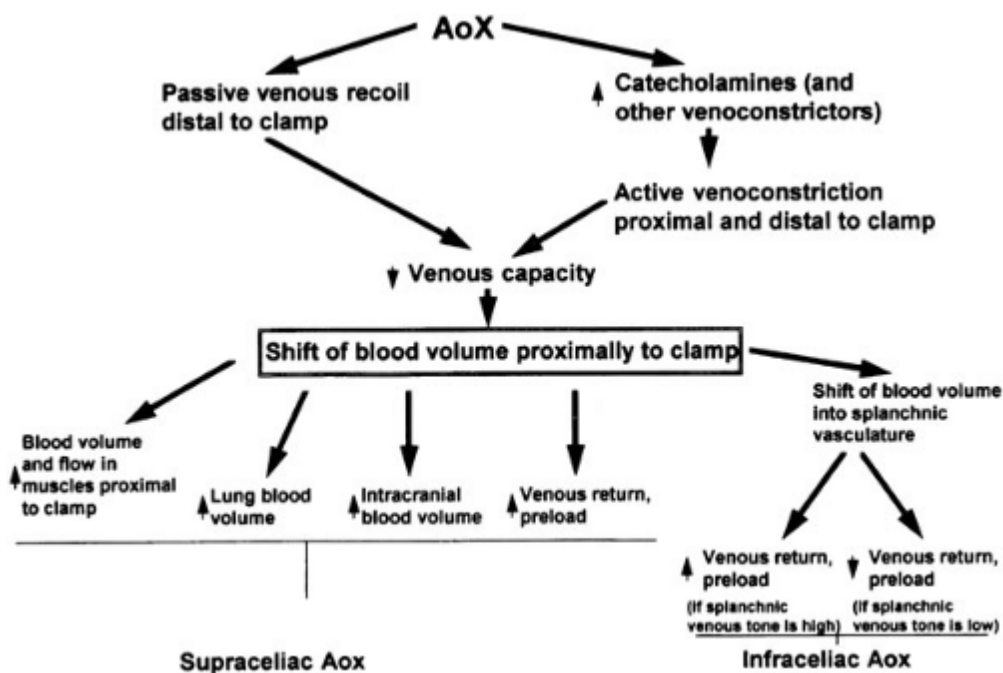 AoX
Passive venous recoil
distal to clamp
Catecholamines (and
other venoconstrictors)
Active venoconstriction
proximal and distal to clamp
Venous capacity
Shift of blood volume proximally to clamp
Blood volume
and flow in
muscles proximal
to clamp
Lung blood
volume
Intracranial
blood volume
Venous return,
preload
Shift of blood volume
into splanchnic
vasculature
Venous return,
preload
(if splanchnic
venous tone is high)
Venous return,
preload
(if splanchnic
venous tone is low)
Supraceliac Aox
Infraceliac Aox